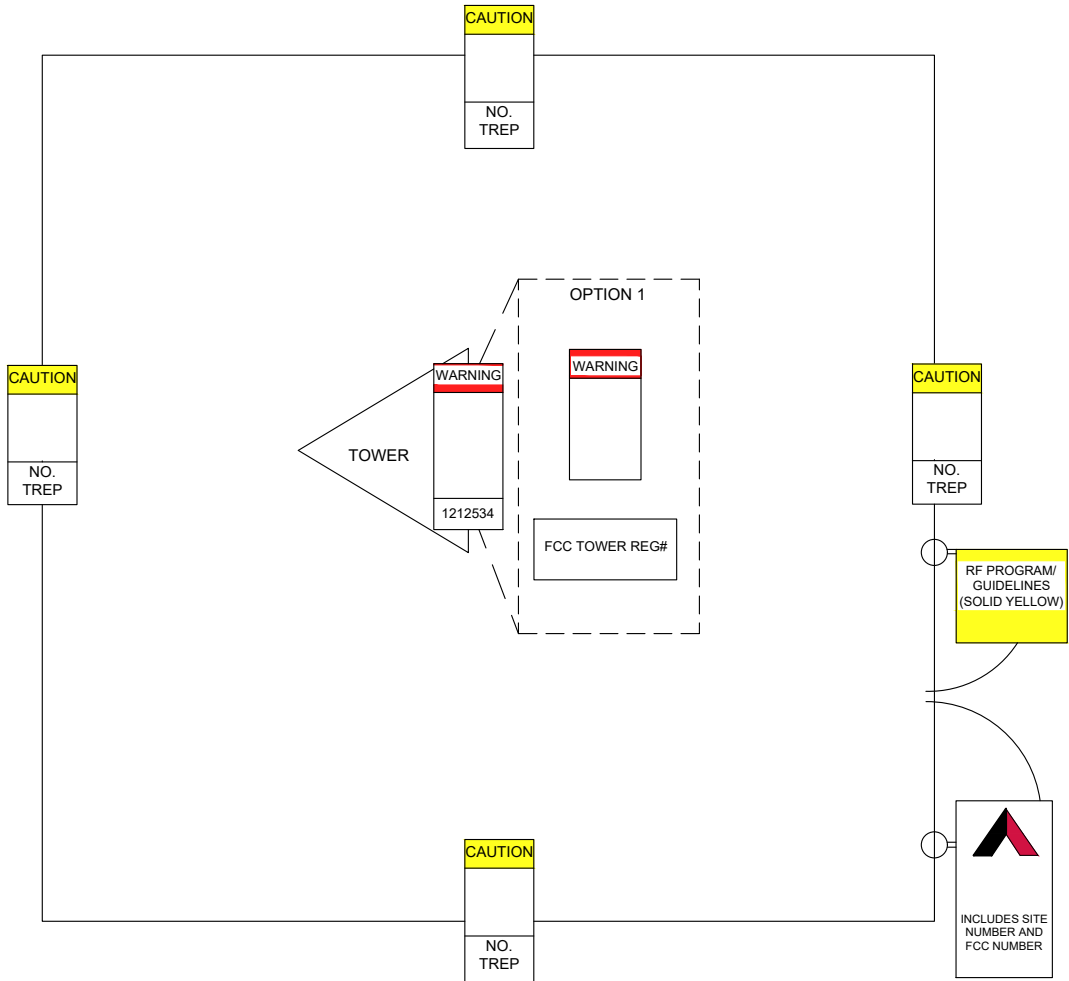 CAUTION
NO.
TREP
OPTION 1
WARNING
WARNING
CAUTION
NO.
TREP
TOWER
1212534
FCC TOWER REG#
CAUTION
NO.
TREP
RF PROGRAM/
GUIDELINES
(SOLID YELLOW)
CAUTION
NO.
TREP
INCLUDES SITE
NUMBER AND
FCC NUMBER